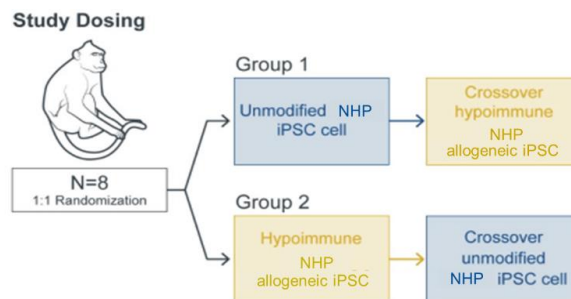 Study Dosing
Group 1
Unmodified NHP
iPSC cell
Crossover
hypoimmune
NHP
allogeneic iPSC
N=8
1:1 Randomization
Group 2
Hypoimmune
NHP
allogeneic iPSC
Crossover
unmodified
NHP iPSC cell